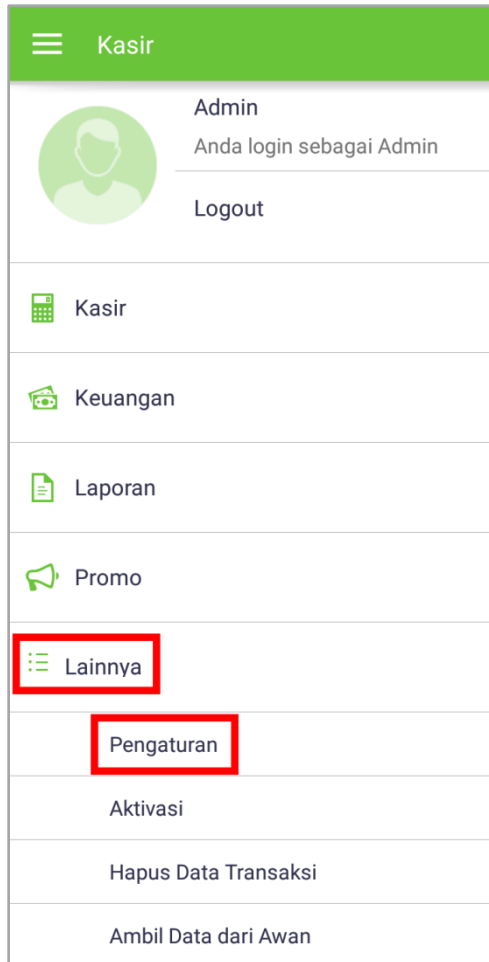 Kasir
Admin
Anda login sebagai Admin
Logout
Kasir
Keuangan
Laporan
Promo
Lainnya
Pengaturan
Aktivasi
Hapus Data Transaksi
Ambil Data dari Awan